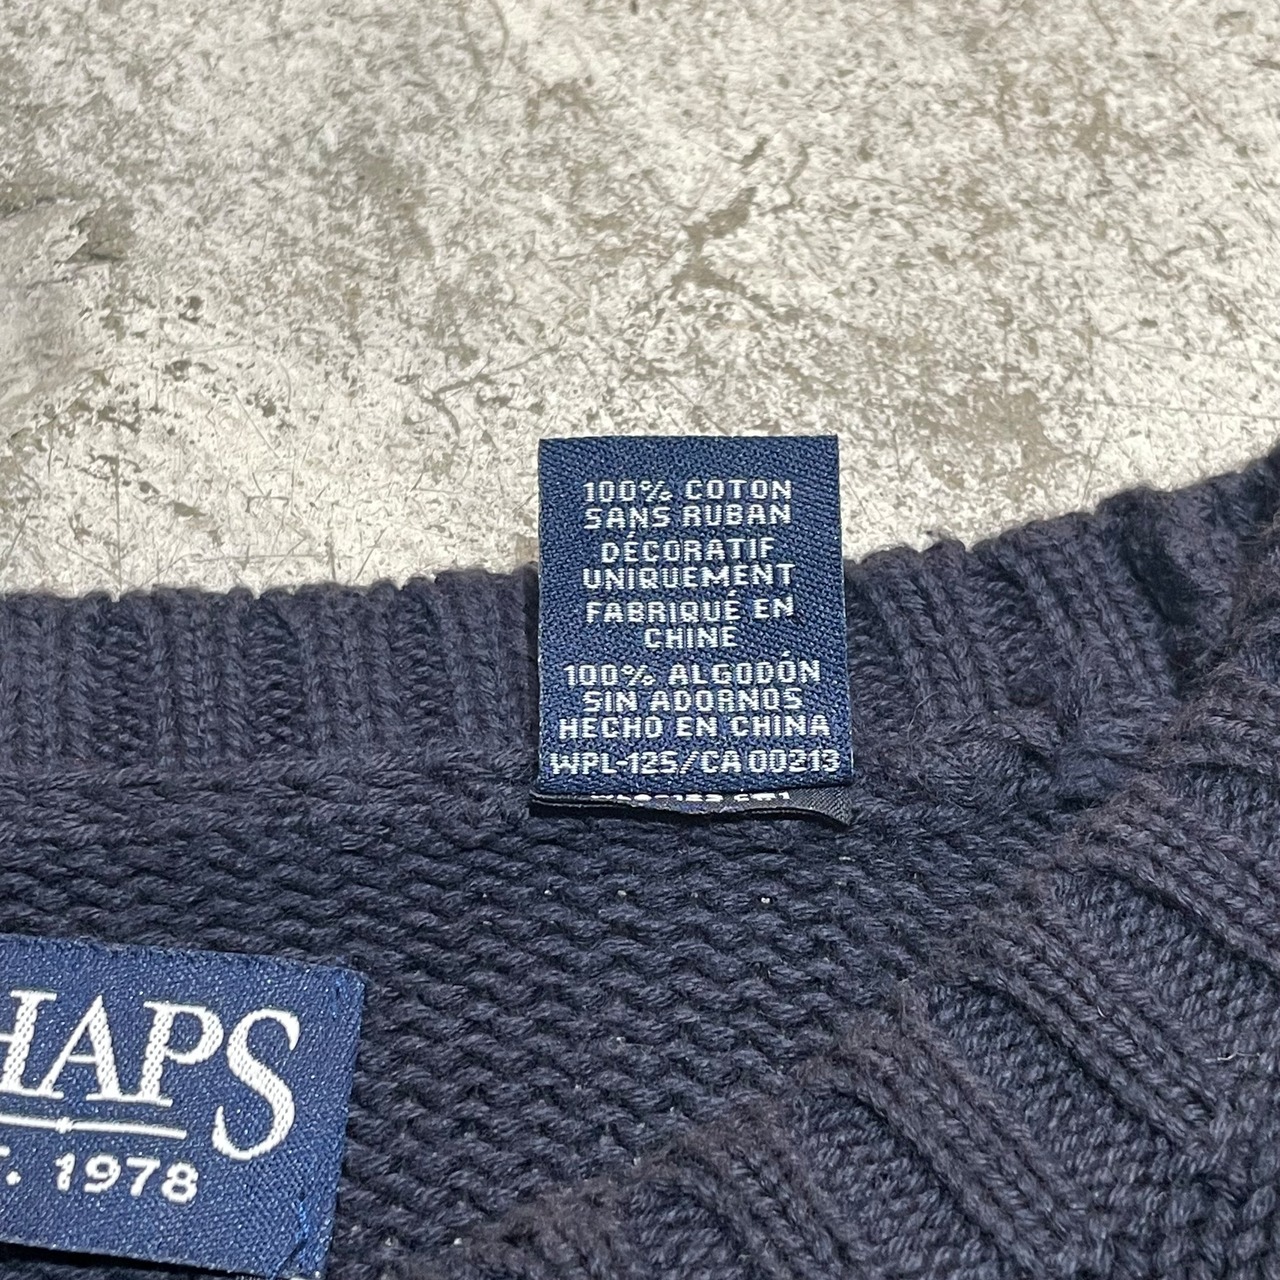 100% COTON
SANS RUBAN
DÉCORATIF
UNIQUEMENT
FABRIQUÉ EN
CHINE
100% ALGODÓN
SIN ADORNOS
HECHO EN CHINA
WPL-125/CA 00213
HAPS
T. 1978